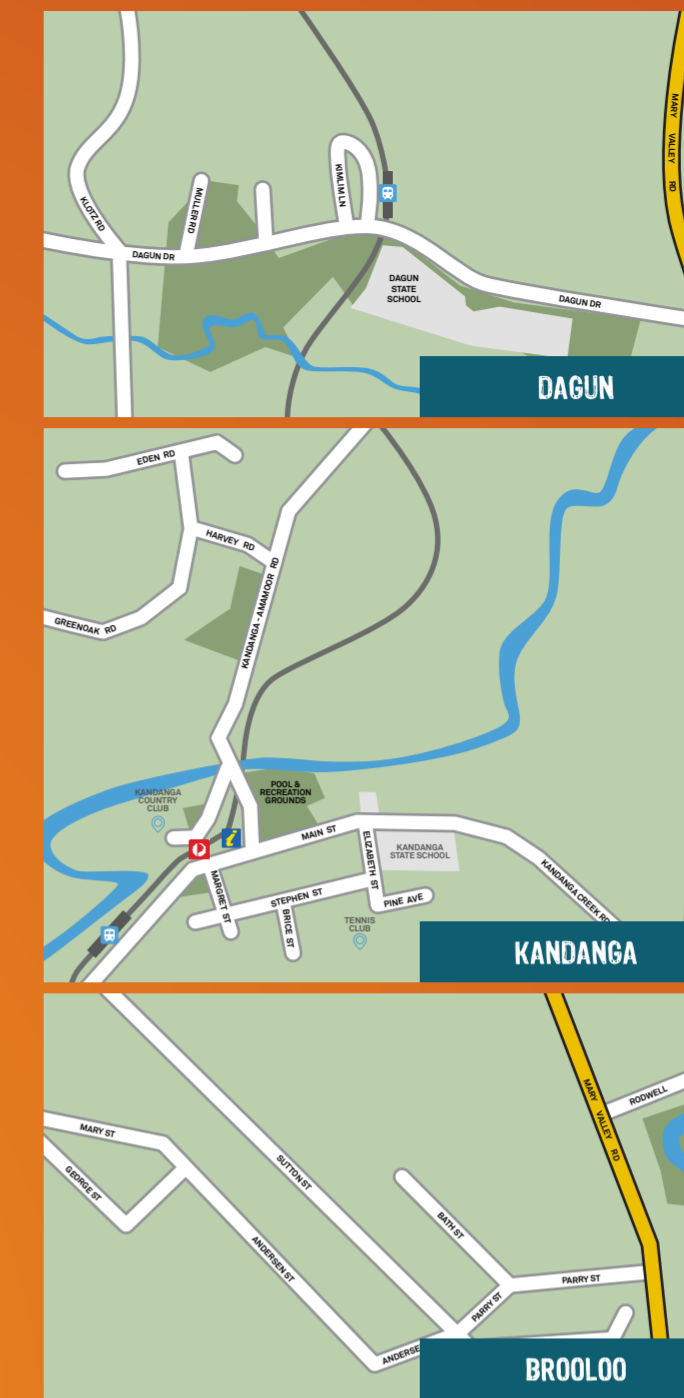 MARY VALLEY RD
KIMLIM LN
MULLER RD
KLOTZ RD
DAGUN DR
DAGUN
STATE
SCHOOL
DAGUN DR
DAGUN
EDEN RD
HARVEY RD
KANDANGA - AMAMOOR RD
GREENOAK RD
KANDANGA
COUNTRY
CLUB
POOL &
RECREATION
GROUNDS
i
MAIN ST
ELIZABETH ST
KANDANGA
STATE SCHOOL
KANDANGA CREEK RD
MARGRET ST
STEPHEN ST
BRICE ST
PINE AVE
TENNIS
CLUB
KANDANGA
MARY VALLEY RD
RODWELL
MARY ST
GEORGE ST
SUTTON ST
ANDERSEN ST
BATH ST
PARRY ST
PARRY ST
ANDERSE
BROOLOO